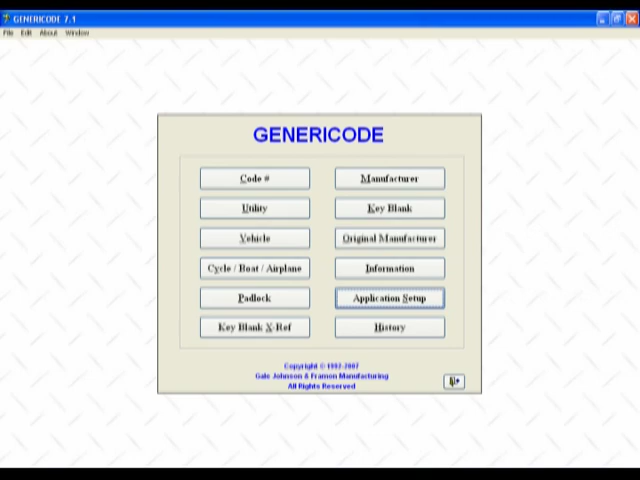 GENERICODE 7.1
File Edit About Window
GENERICODE
Code # Manufacturer
Utility Key Blank
Vehicle Original Manufacturer
Cycle / Boat / Airplane Information
Padlock Application Setup
Key Blank X-Ref History
Copyright © 1992-2007
Gale Johnson & Framon Manufacturing
All Rights Reserved